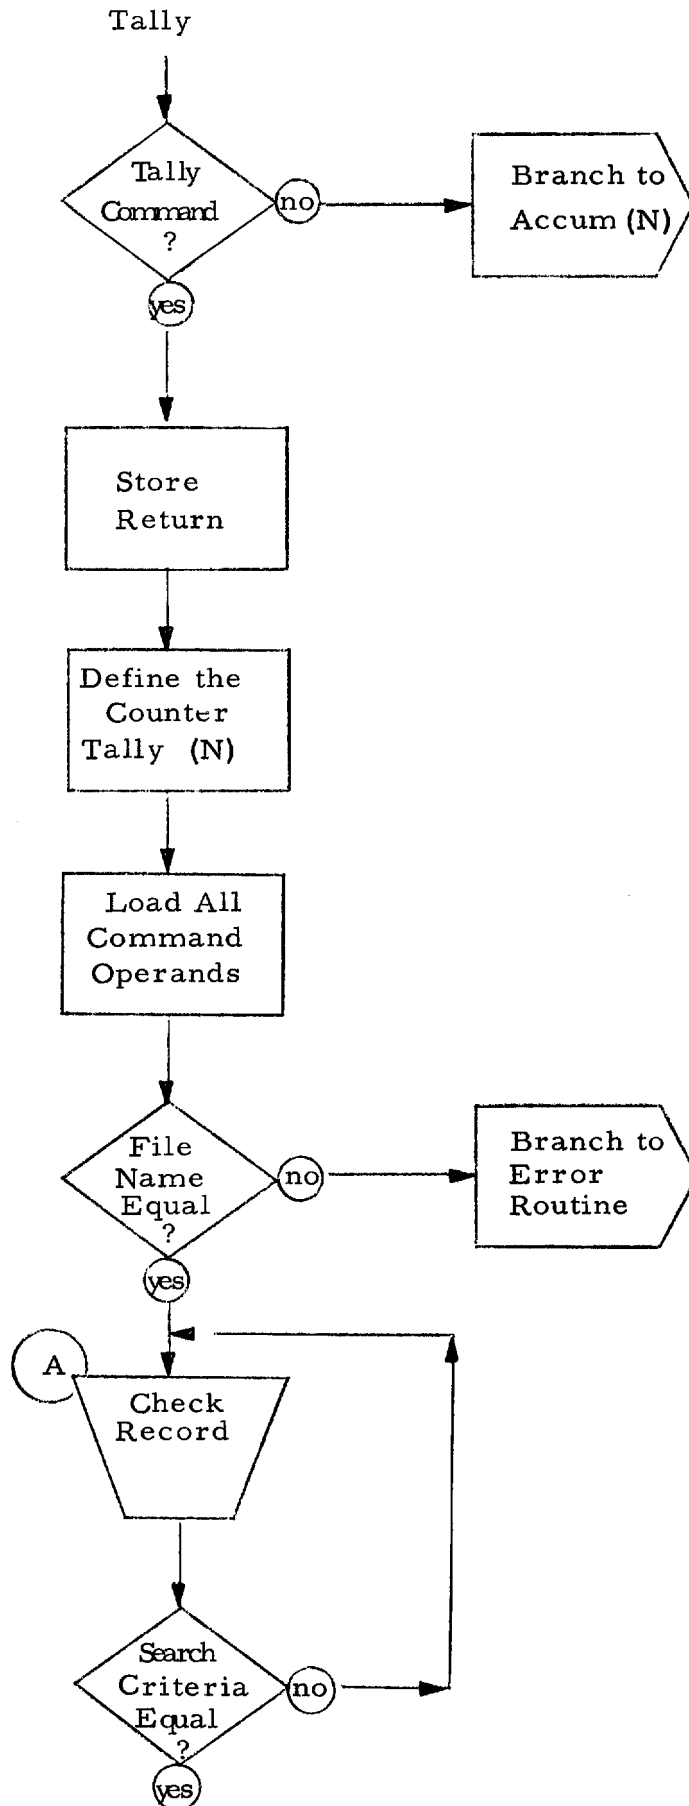 Tally
Tally
Command
?
no
Branch to
Accum (N)
yes
Store
Return
Define the
Counter
Tally (N)
Load All
Command
Operands
File
Name
Equal
?
no
Branch to
Error
Routine
yes
A
Check
Record
Search
Criteria
Equal
?
no
yes